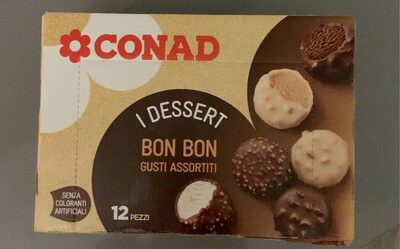 CONAD
I DESSERT
BON BON
GUSTI ASSORTITI
SENZA
COLORANTI
ARTIFICIALI
12 PEZZI